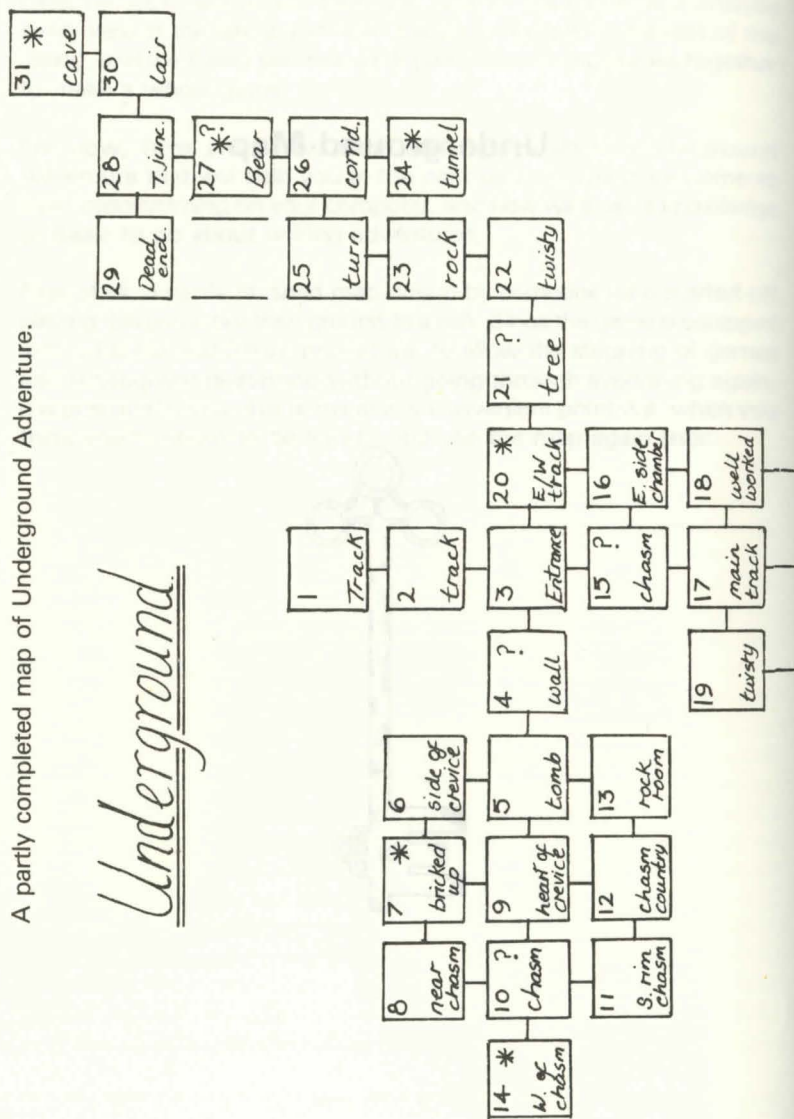 A partly completed map of Underground Adventure.
Underground.
31 *
cave
30
lair
28
T.junc.
29
Dead
end.
27 *?
Bear
26
corrid.
25
turn
24 *
tunnel
23
rock
22
twisty
21 ?
tree
20 *
E/W
track
1
Track
2
track
3
Entrance
4 ?
wall
5
tomb
6
side of
crevice
7 *
bricked
up
8
near
chasm
9
heart of
crevice
10 ?
chasm
14 *
W. of
chasm
11
S. rim
chasm
12
chasm
country
13
rock
room
15 ?
chasm
16
E. side
chamber
17
main
track
18
well
worked
19
twisty
Underground Map